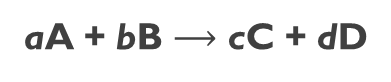 aA + bB → cC + dD